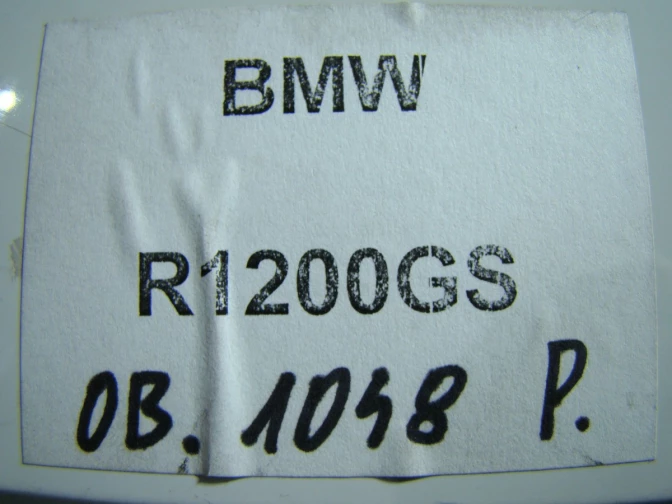 BMW
R1200GS
OB. 1048 P.